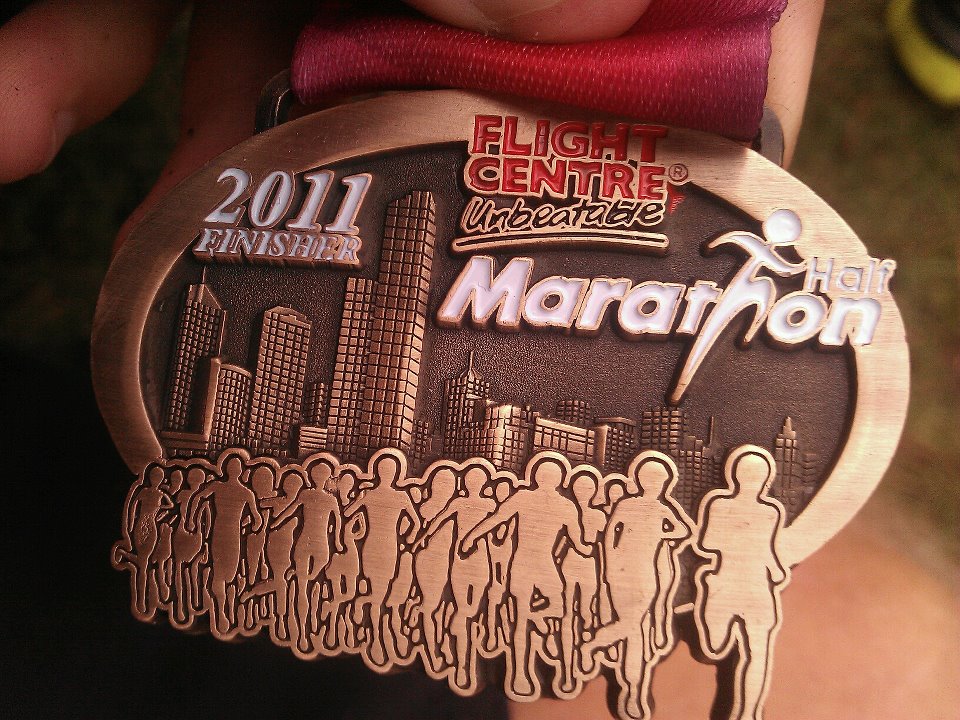 2011
FINISHER
FLIGHT
CENTRE®
Unbeatable
Half
Marathon